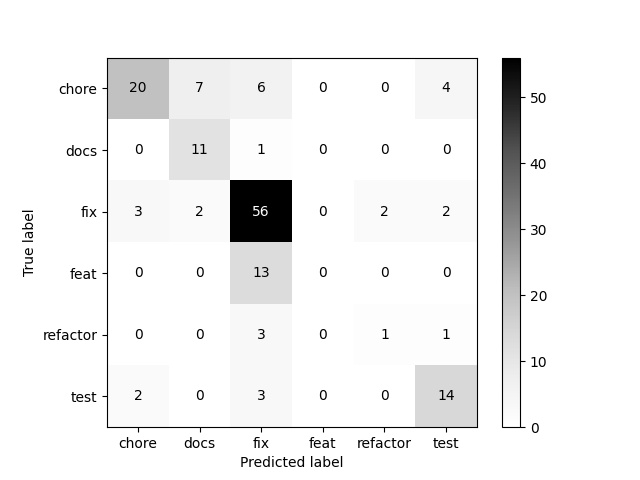 chore 20 7 6 0 0 4
docs 0 11 1 0 0 0
fix 3 2 56 0 2 2
feat 0 0 13 0 0 0
refactor 0 0 3 0 1 1
test 2 0 3 0 0 14
chore docs fix feat refactor test
Predicted label
True label
50
40
30
20
10
0